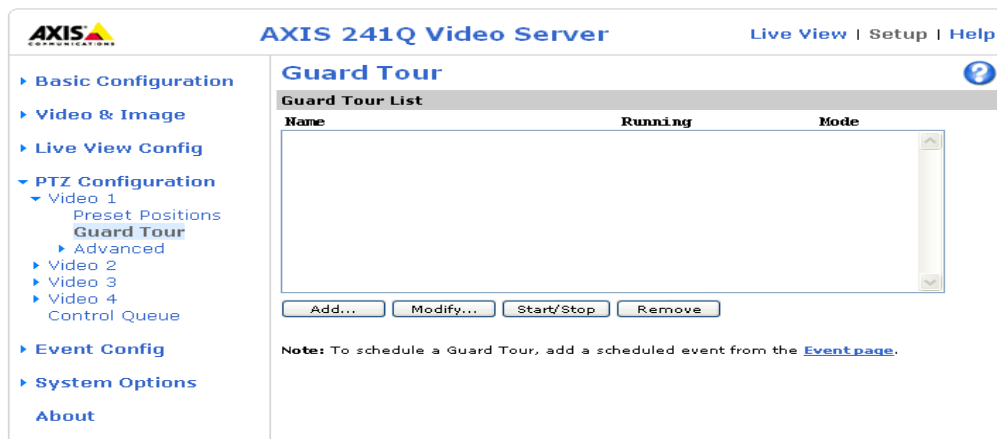 AXIS
COMMUNICATIONS
AXIS 241Q Video Server
Live View | Setup | Help
Basic Configuration
Video & Image
Live View Config
PTZ Configuration
Video 1
Preset Positions
Guard Tour
Advanced
Video 2
Video 3
Video 4
Control Queue
Event Config
System Options
About
Guard Tour
?
Guard Tour List
Name Running Mode
Add... Modify... Start/Stop Remove
Note: To schedule a Guard Tour, add a scheduled event from the Event page.